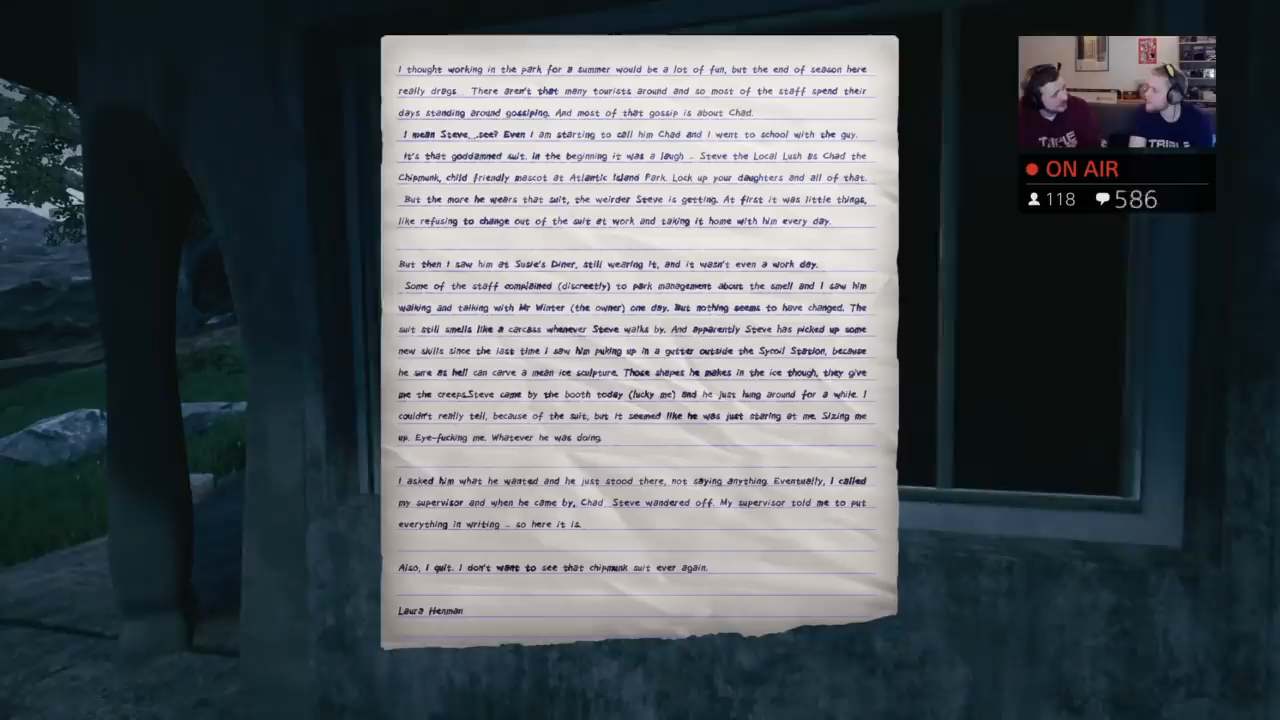 I thought working in the park for a summer would be a lot of fun, but the end of season here
really drags... There aren't that many tourists around and so most of the staff spend their
days standing around gossiping. And most of that gossip is about Chad.
I mean Steve...see? Even I am starting to call him Chad and I went to school with the guy.
It's that goddamned suit. In the beginning it was a laugh - Steve the Local Lush as Chad the
Chipmunk, child friendly mascot at Atlantic Island Park. Lock up your daughters and all of that.
But the more he wears that suit, the weirder Steve is getting. At first it was little things,
like refusing to change out of the suit at work and taking it home with him every day.
But then I saw him at Susie's Diner, still wearing it, and it wasn't even a work day.
Some of the staff complained (discreetly) to park management about the smell and I saw him
walking and talking with Mr Winter (the owner) one day. But nothing seems to have changed. The
suit still smells like a carcass whenever Steve walks by. And apparently Steve has picked up some
new skills since the last time I saw him puking up in a gutter outside the Sycoil Station, because
he sure as hell can carve a mean ice sculpture. Those shapes he makes in the ice though, they give
me the creeps.Steve came by the booth today (lucky me) and he just hung around for a while. I
couldn't really tell, because of the suit, but it seemed like he was just staring at me. Sizing me
up. Eye-fucking me. Whatever he was doing.
I asked him what he wanted and he just stood there, not saying anything. Eventually, I called
my supervisor and when he came by, Chad Steve wandered off. My supervisor told me to put
everything in writing - so here it is.
Also, I quit. I don't want to see that chipmunk suit ever again.
Laura Henman
ON AIR
118 586